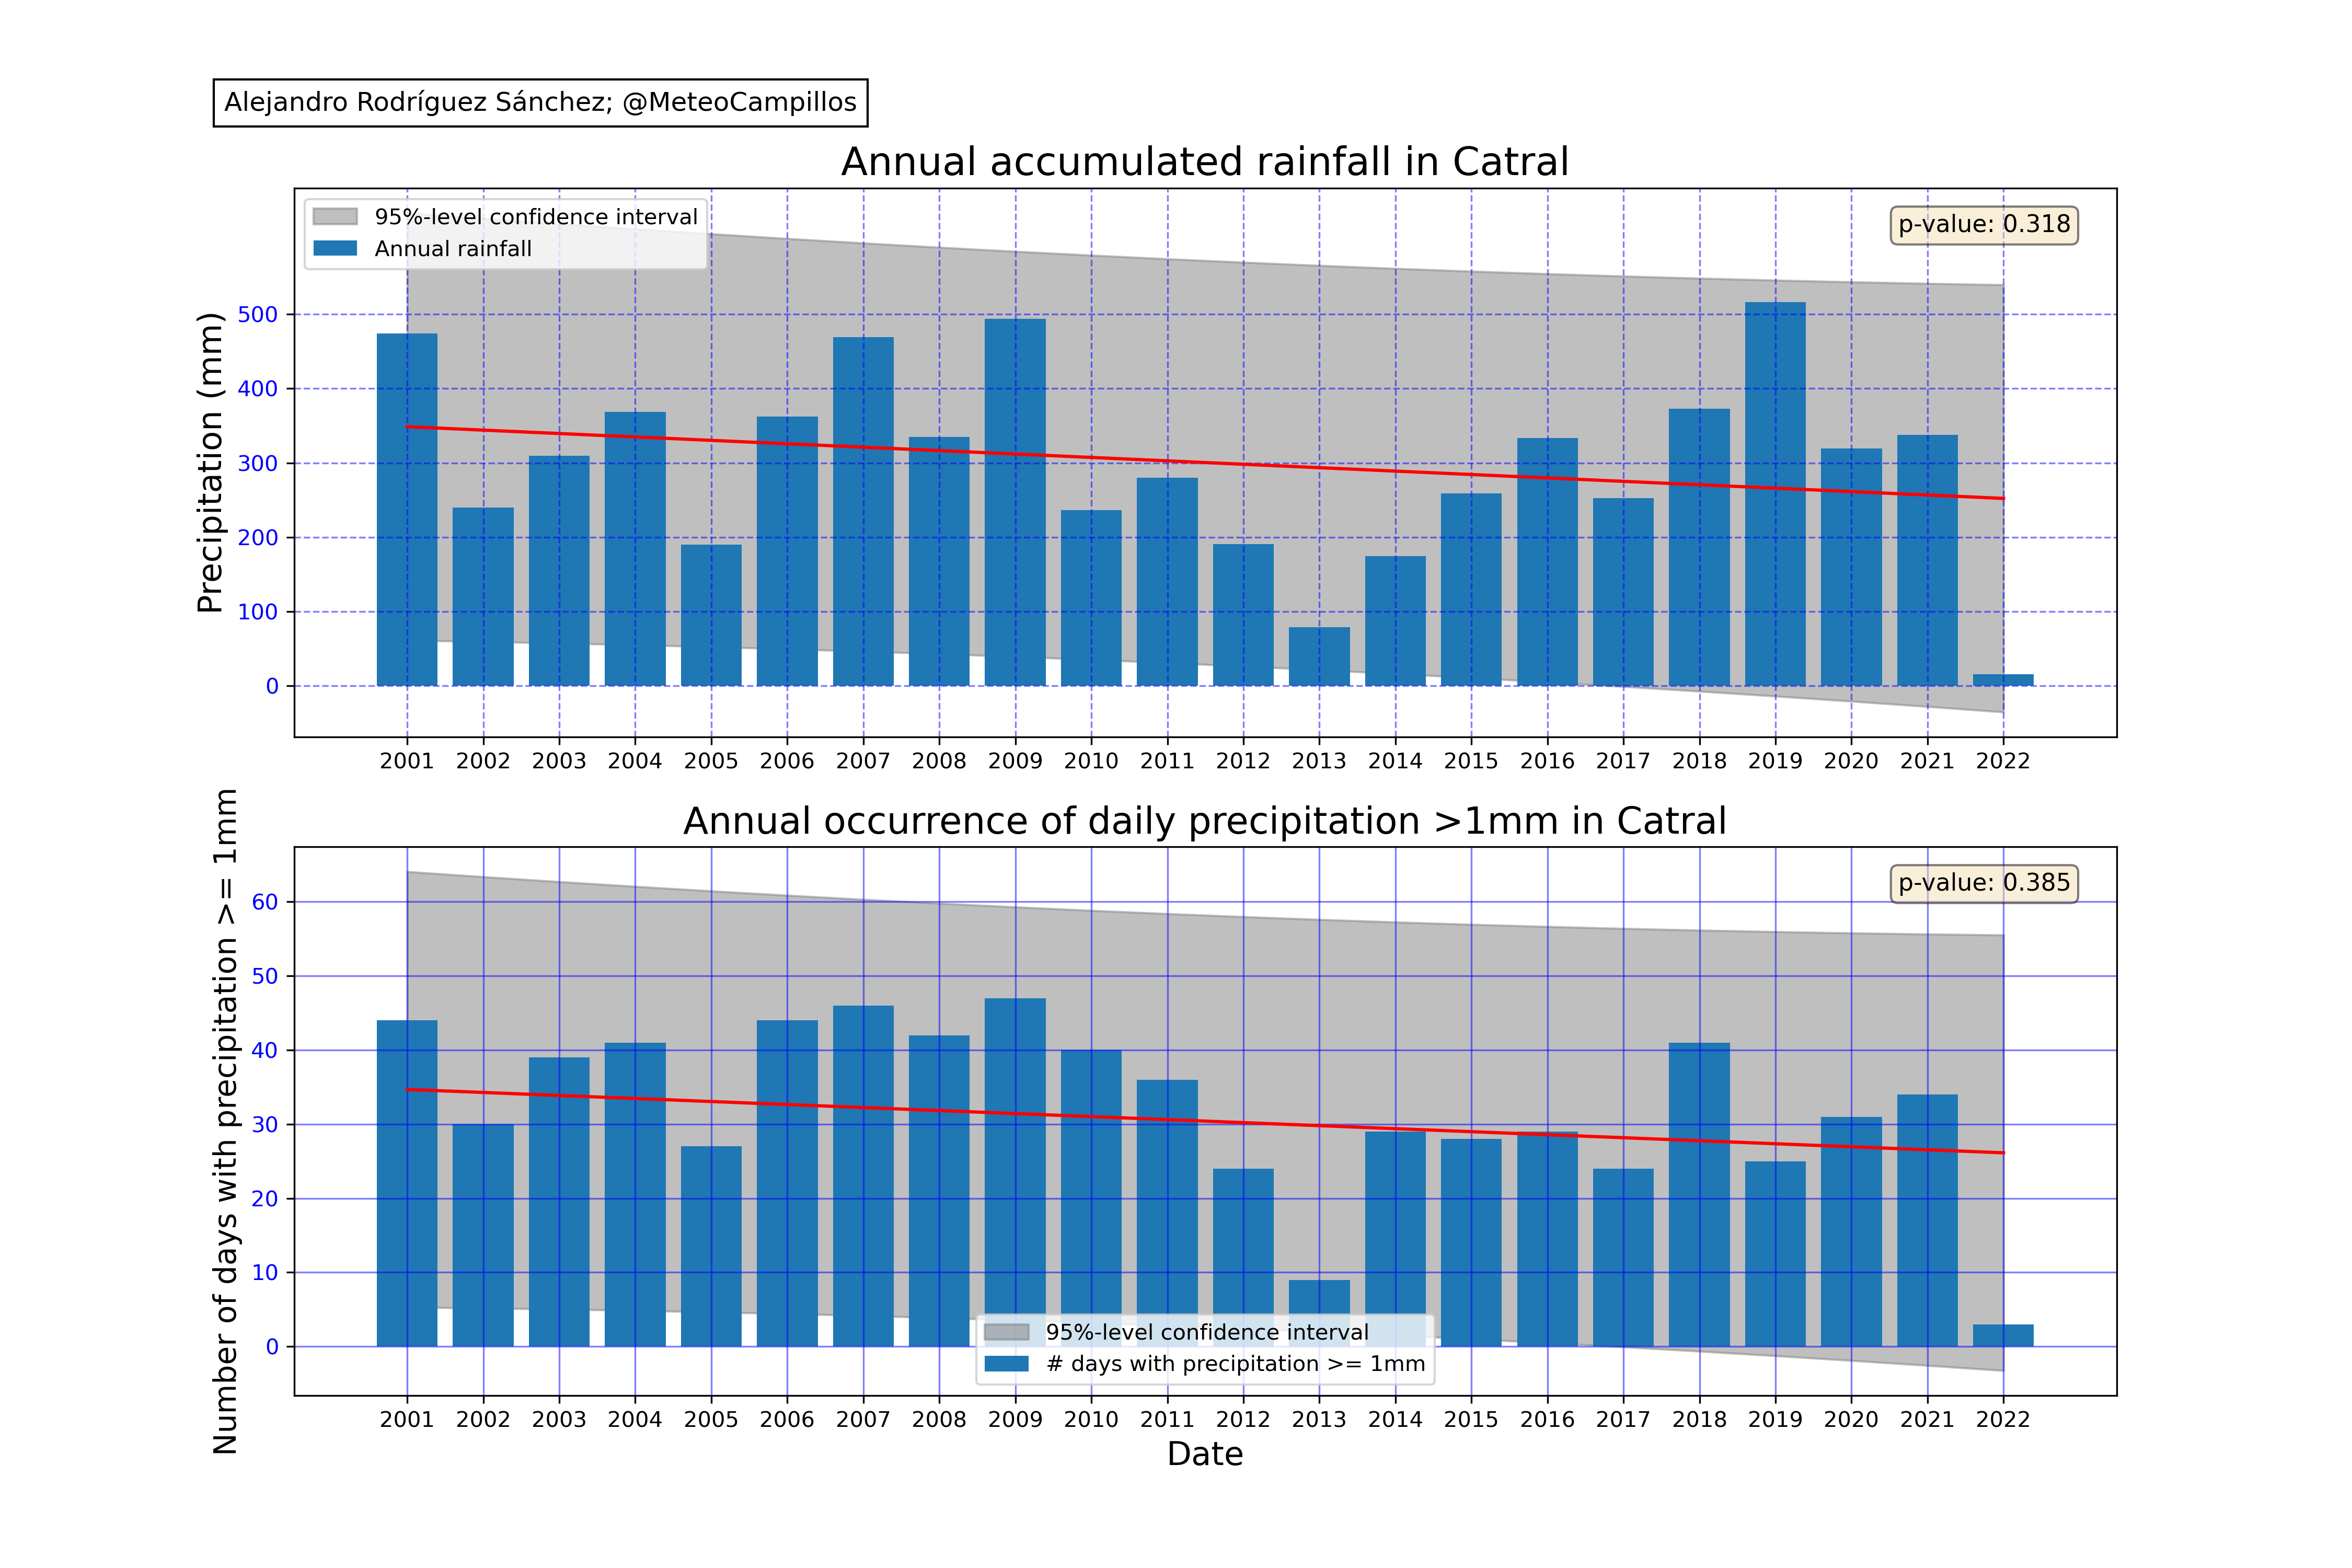 Alejandro Rodríguez Sánchez; @MeteoCampillos
Annual accumulated rainfall in Catral
95%-level confidence interval
Annual rainfall
p-value: 0.318
Precipitation (mm)
500
400
300
200
100
0
2001 2002 2003 2004 2005 2006 2007 2008 2009 2010 2011 2012 2013 2014 2015 2016 2017 2018 2019 2020 2021 2022
Annual occurrence of daily precipitation >1mm in Catral
p-value: 0.385
Number of days with precipitation >= 1mm
60
50
40
30
20
10
0
95%-level confidence interval
# days with precipitation >= 1mm
2001 2002 2003 2004 2005 2006 2007 2008 2009 2010 2011 2012 2013 2014 2015 2016 2017 2018 2019 2020 2021 2022
Date